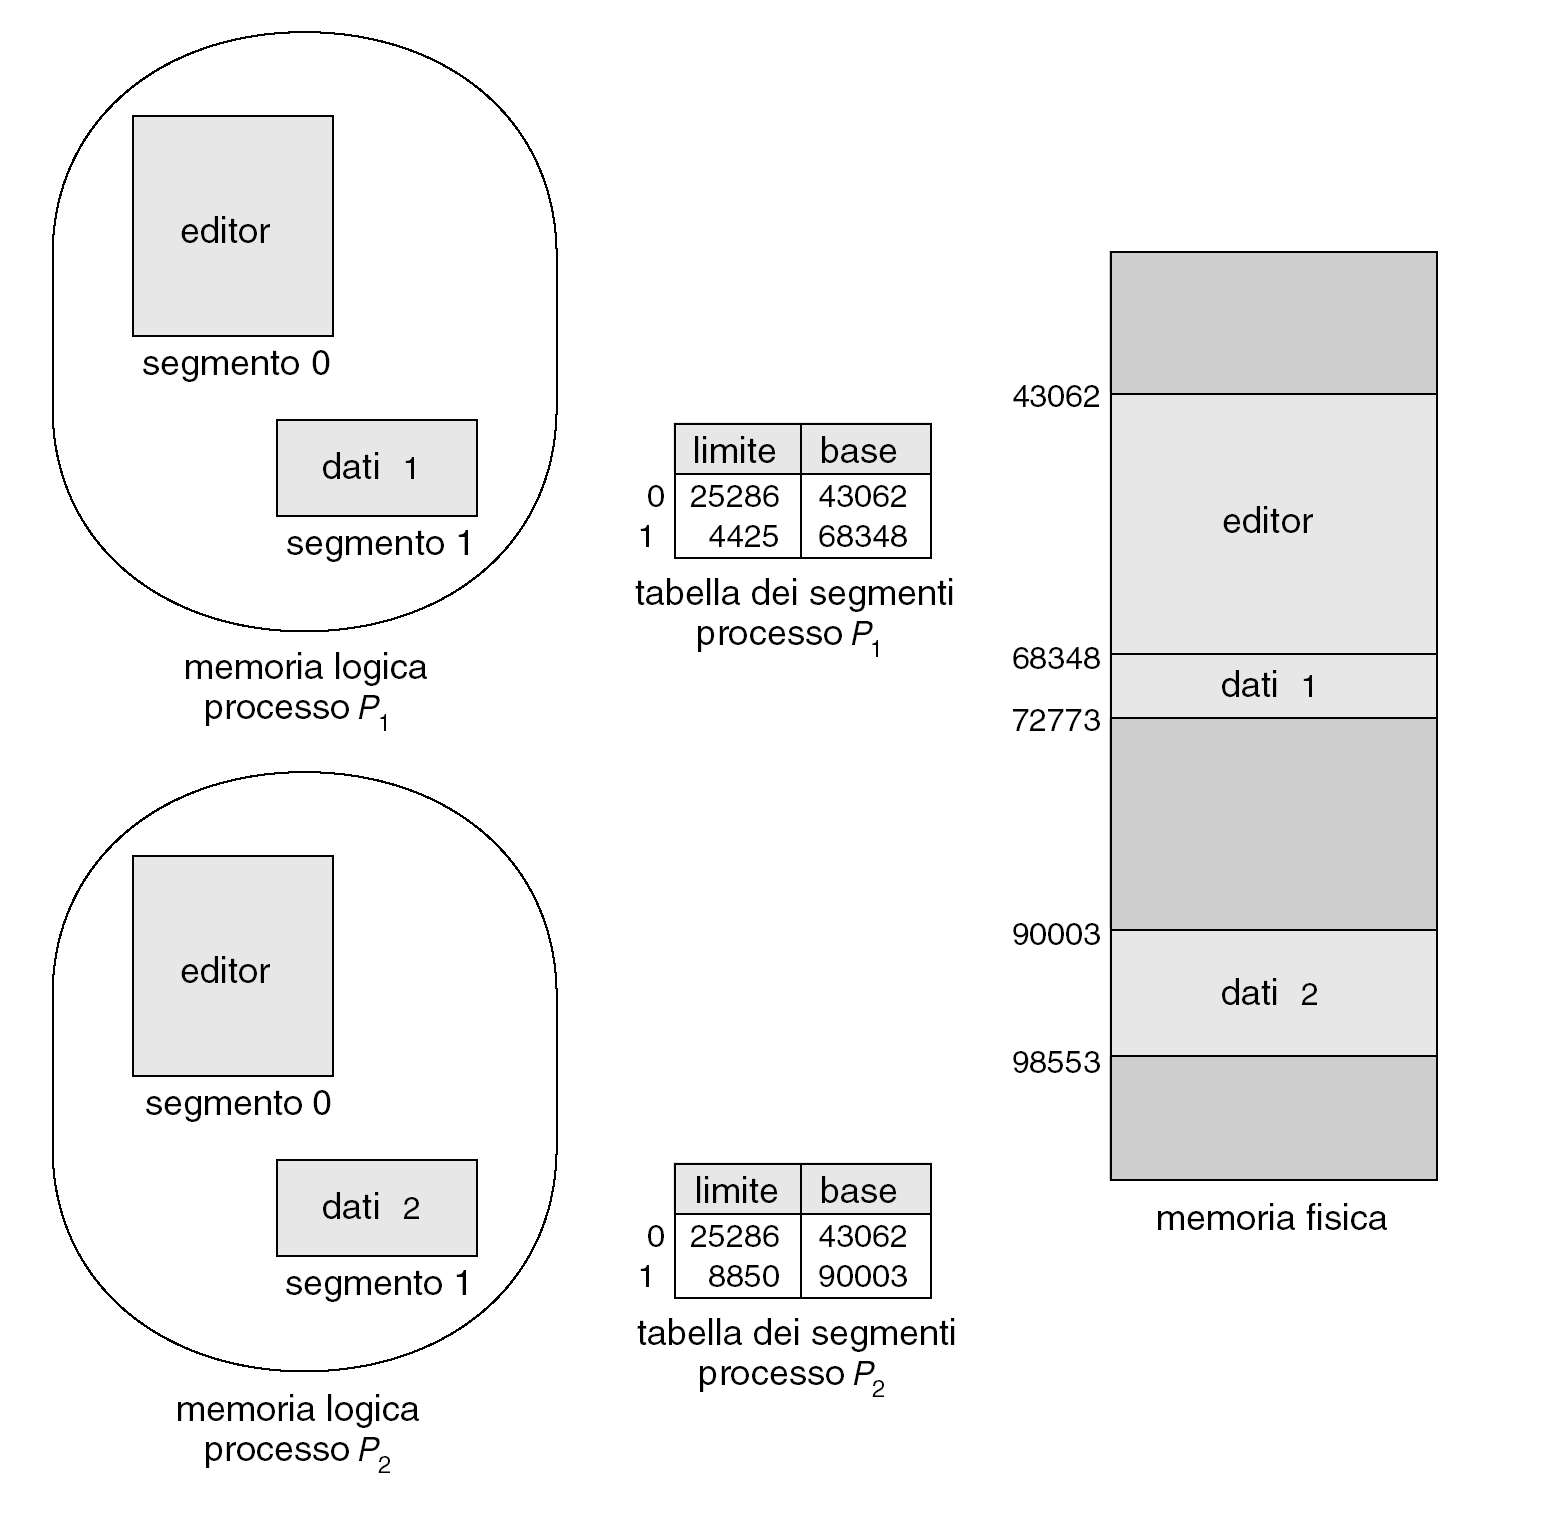 editor
segmento 0
dati 1
segmento 1
memoria logica
processo P1
limite base
0 25286 43062
1 4425 68348
tabella dei segmenti
processo P1
editor
segmento 0
dati 2
segmento 1
memoria logica
processo P2
limite base
0 25286 43062
1 8850 90003
tabella dei segmenti
processo P2
43062
editor
68348
dati 1
72773
90003
dati 2
98553
memoria fisica